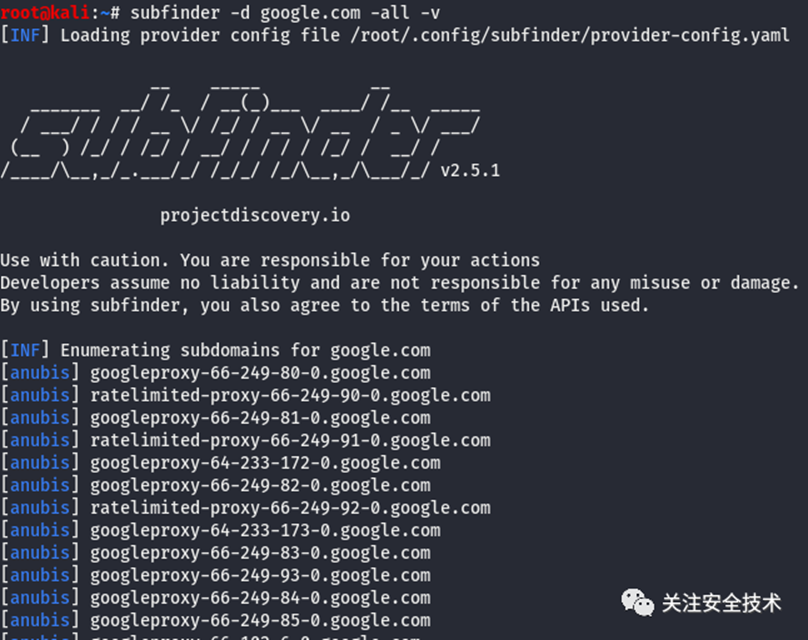 root@kali:~# subfinder -d google.com -all -v
[INF] Loading provider config file /root/.config/subfinder/provider-config.yaml
subfinder v2.5.1
projectdiscovery.io
Use with caution. You are responsible for your actions
Developers assume no liability and are not responsible for any misuse or damage.
By using subfinder, you also agree to the terms of the APIs used.
[INF] Enumerating subdomains for google.com
[anubis] googleproxy-66-249-80-0.google.com
[anubis] ratelimited-proxy-66-249-90-0.google.com
[anubis] googleproxy-66-249-81-0.google.com
[anubis] ratelimited-proxy-66-249-91-0.google.com
[anubis] googleproxy-64-233-172-0.google.com
[anubis] googleproxy-66-249-82-0.google.com
[anubis] ratelimited-proxy-66-249-92-0.google.com
[anubis] googleproxy-64-233-173-0.google.com
[anubis] googleproxy-66-249-83-0.google.com
[anubis] googleproxy-66-249-93-0.google.com
[anubis] googleproxy-66-249-84-0.google.com
[anubis] googleproxy-66-249-85-0.google.com
关注安全技术